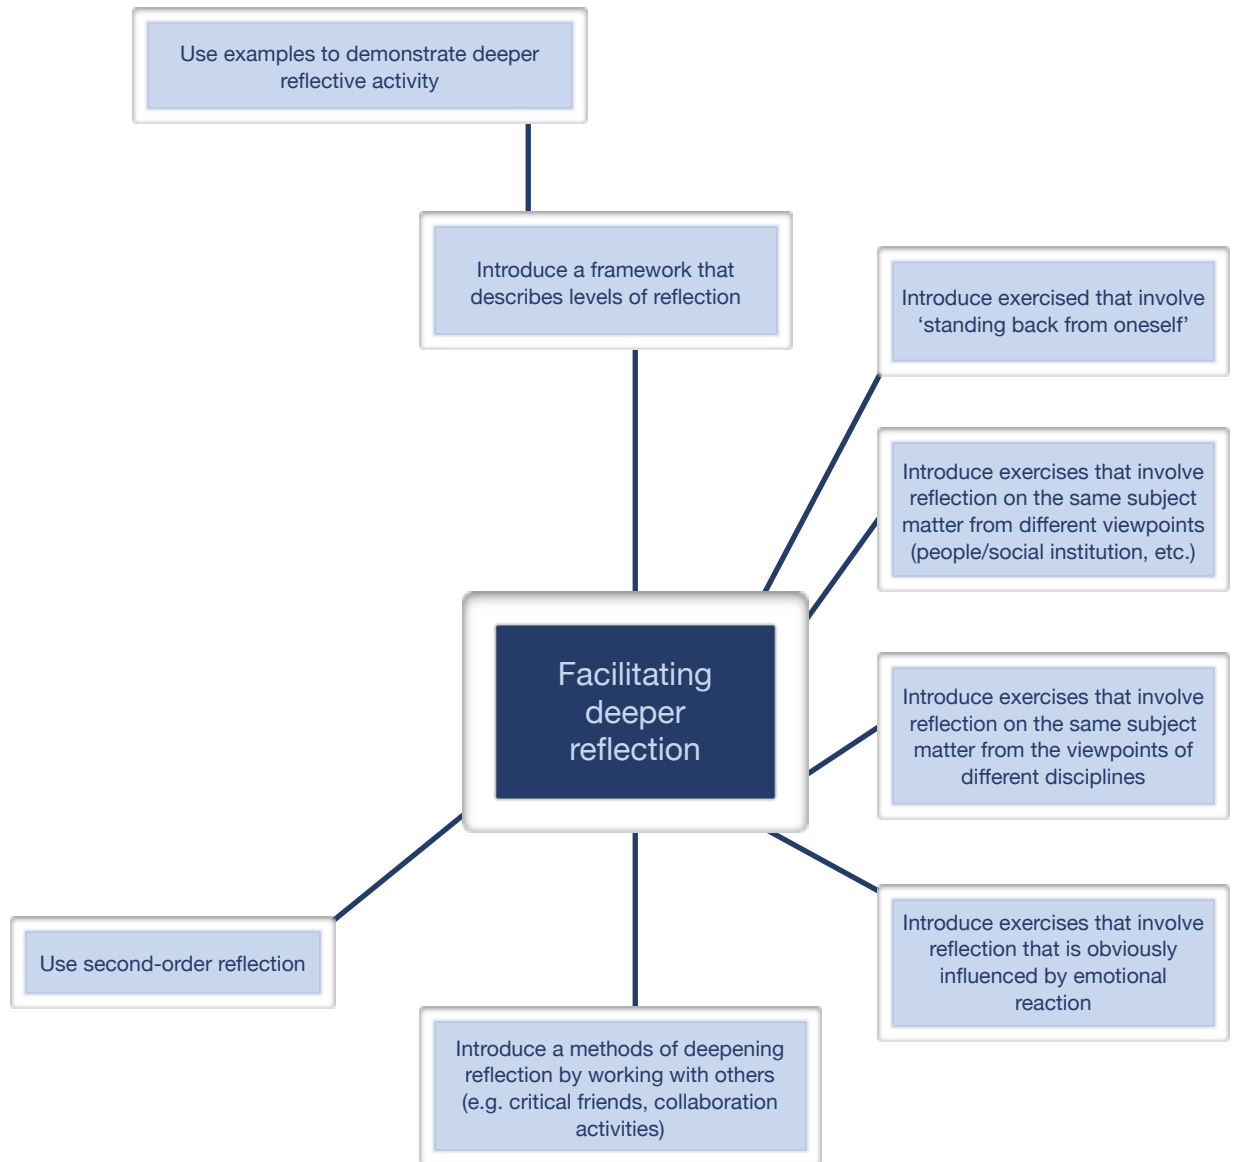 Use examples to demonstrate deeper
reflective activity
Introduce a framework that
describes levels of reflection
Introduce exercised that involve
‘standing back from oneself’
Introduce exercises that involve
reflection on the same subject
matter from different viewpoints
(people/social institution, etc.)
Facilitating
deeper
reflection
Introduce exercises that involve
reflection on the same subject
matter from the viewpoints of
different disciplines
Introduce exercises that involve
reflection that is obviously
influenced by emotional
reaction
Use second-order reflection
Introduce a methods of deepening
reflection by working with others
(e.g. critical friends, collaboration
activities)